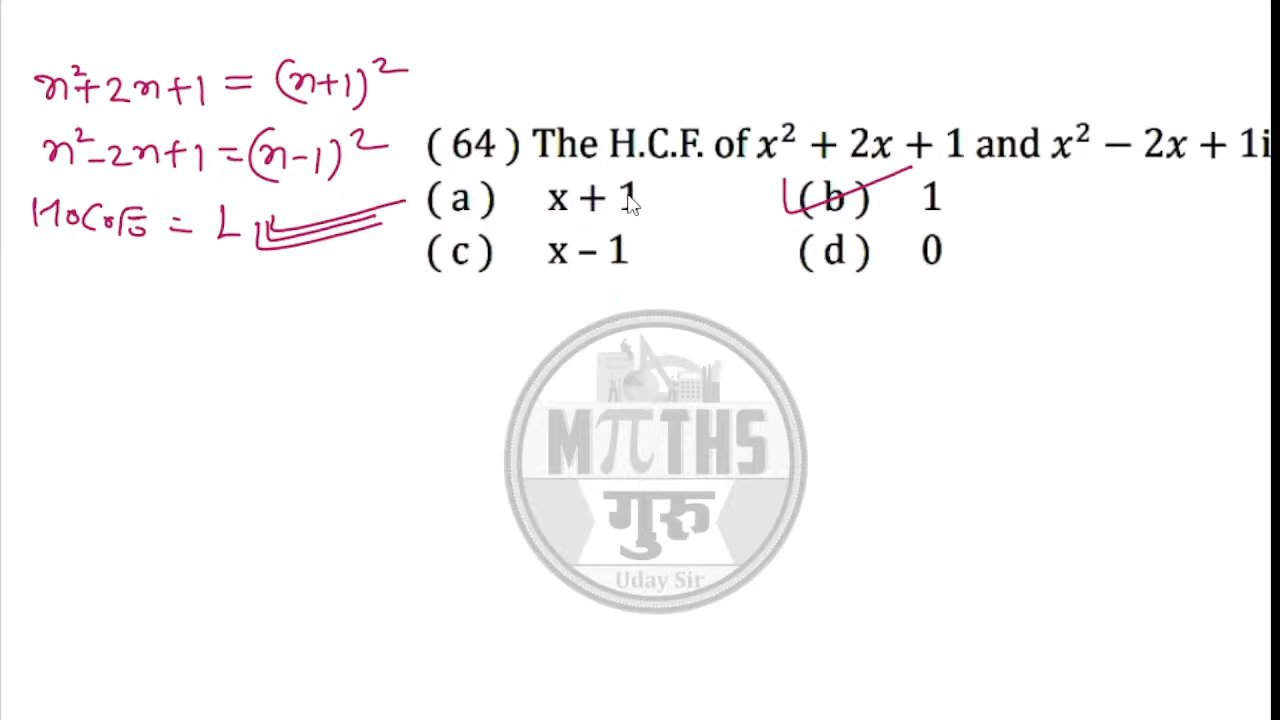 x²+2x+1 = (x+1)²
x²-2x+1 = (x-1)²
H.C.F = 1
( 64 ) The H.C.F. of x² + 2x + 1 and x² − 2x + 1i
( a ) x + 1 ( b ) 1
( c ) x − 1 ( d ) 0
MπTHS
गुरु
Uday Sir